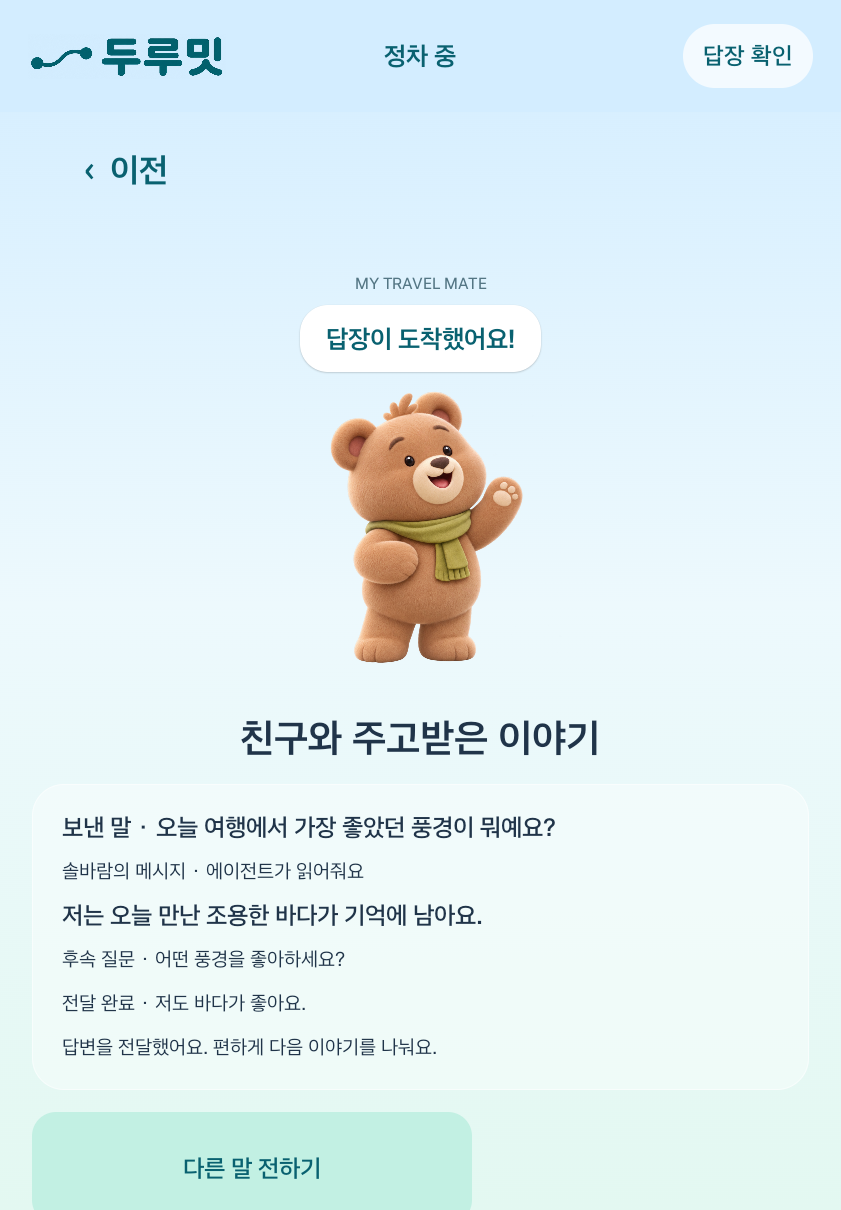 두루밋
정차 중
답장 확인
‹ 이전
MY TRAVEL MATE
답장이 도착했어요!
친구와 주고받은 이야기
보낸 말 · 오늘 여행에서 가장 좋았던 풍경이 뭐예요?
솔바람의 메시지 · 에이전트가 읽어줘요
저는 오늘 만난 조용한 바다가 기억에 남아요.
후속 질문 · 어떤 풍경을 좋아하세요?
전달 완료 · 저도 바다가 좋아요.
답변을 전달했어요. 편하게 다음 이야기를 나눠요.
다른 말 전하기